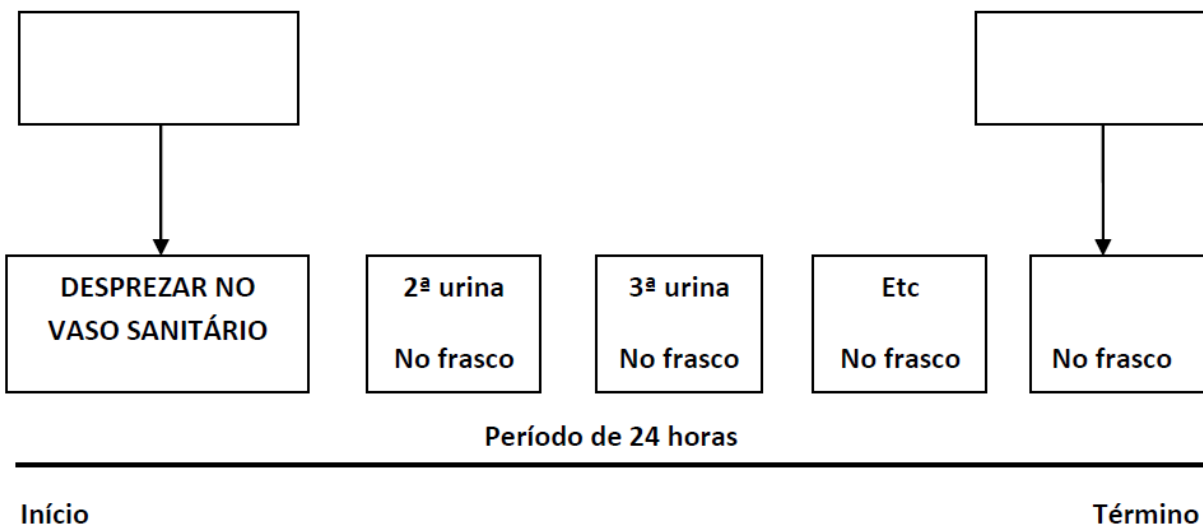 DESPREZAR NO
VASO SANITÁRIO
2ª urina
No frasco
3ª urina
No frasco
Etc
No frasco
No frasco
Período de 24 horas
Início
Término